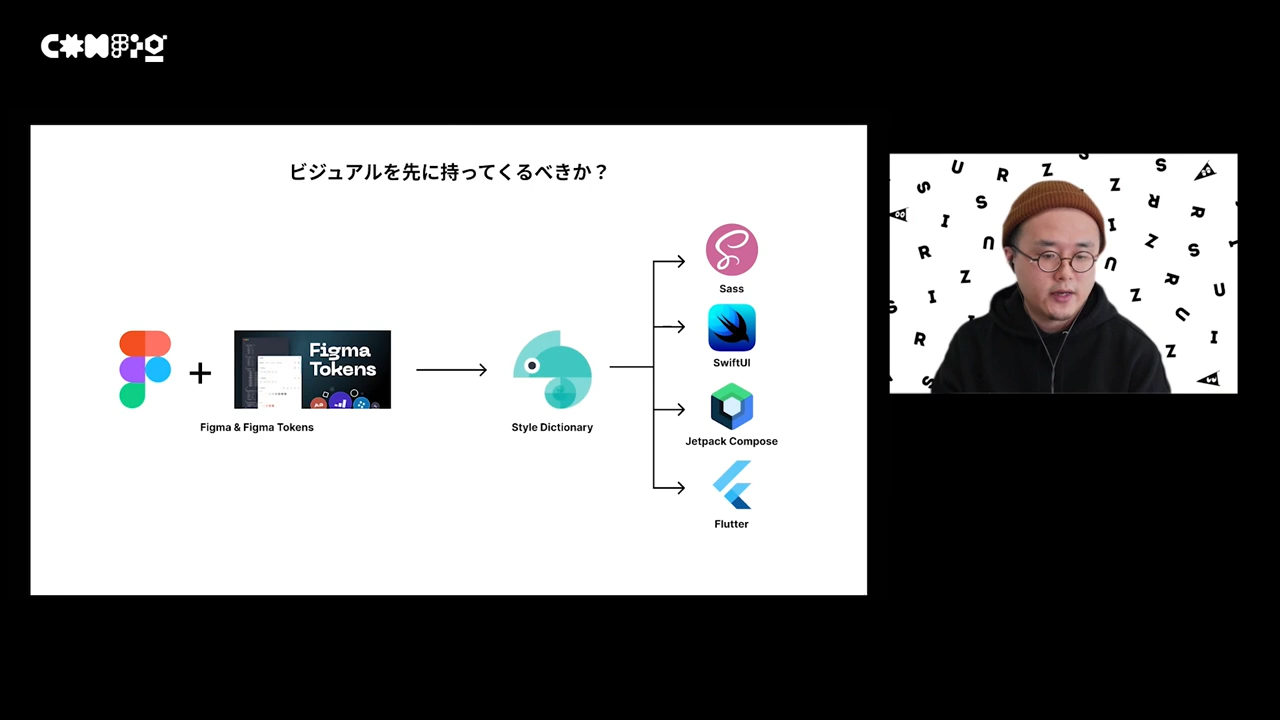 CONFIG
ビジュアルを先に持ってくるべきか？
Figma
Tokens
Figma & Figma Tokens
Style Dictionary
Sass
SwiftUI
Jetpack Compose
Flutter